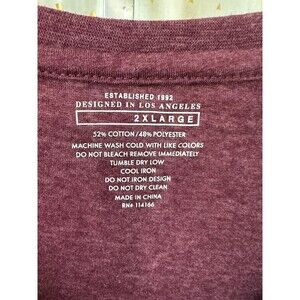 ESTABLISHED 1992
DESIGNED IN LOS ANGELES
2XLARGE
52% COTTON/48% POLYESTER
MACHINE WASH COLD WITH LIKE COLORS
DO NOT BLEACH REMOVE IMMEDIATELY
TUMBLE DRY LOW
COOL IRON
DO NOT IRON DESIGN
DO NOT DRY CLEAN
MADE IN CHINA
RN# 114166